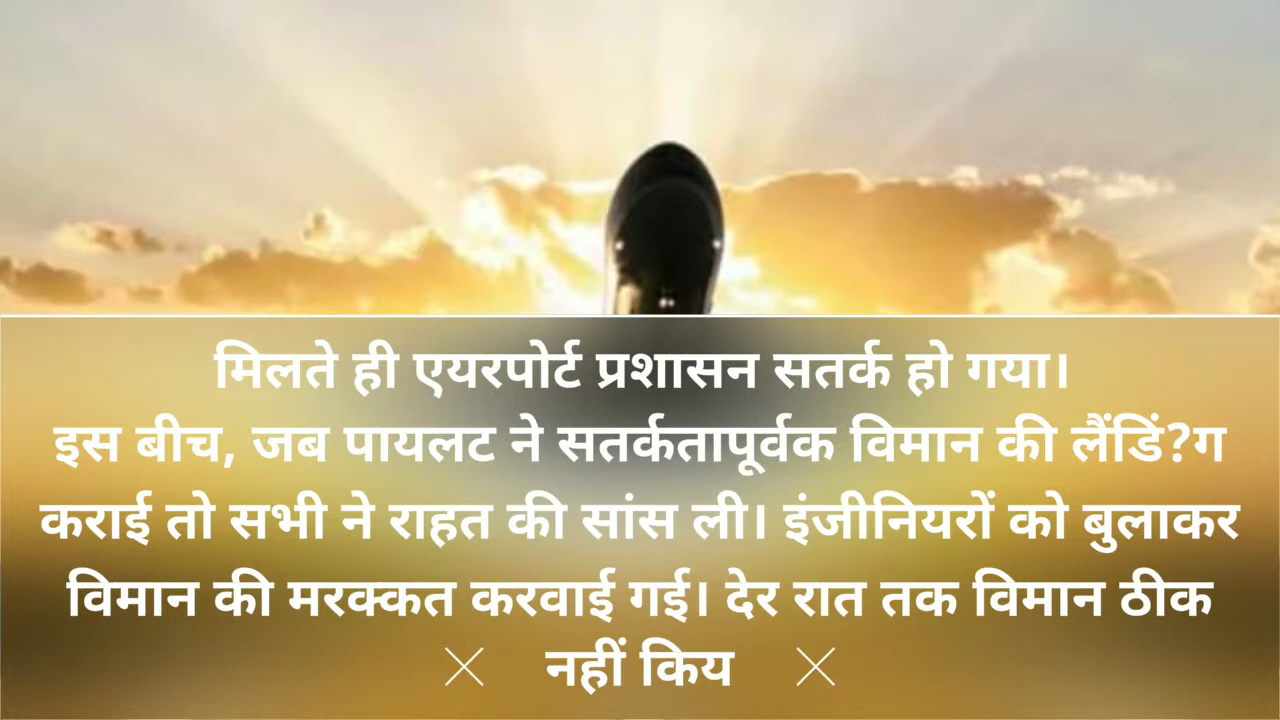 मिलते ही एयरपोर्ट प्रशासन सतर्क हो गया।
इस बीच, जब पायलट ने सतर्कतापूर्वक विमान की लैंडिं?ग
कराई तो सभी ने राहत की सांस ली। इंजीनियरों को बुलाकर
विमान की मरक्कत करवाई गई। देर रात तक विमान ठीक
नहीं किय